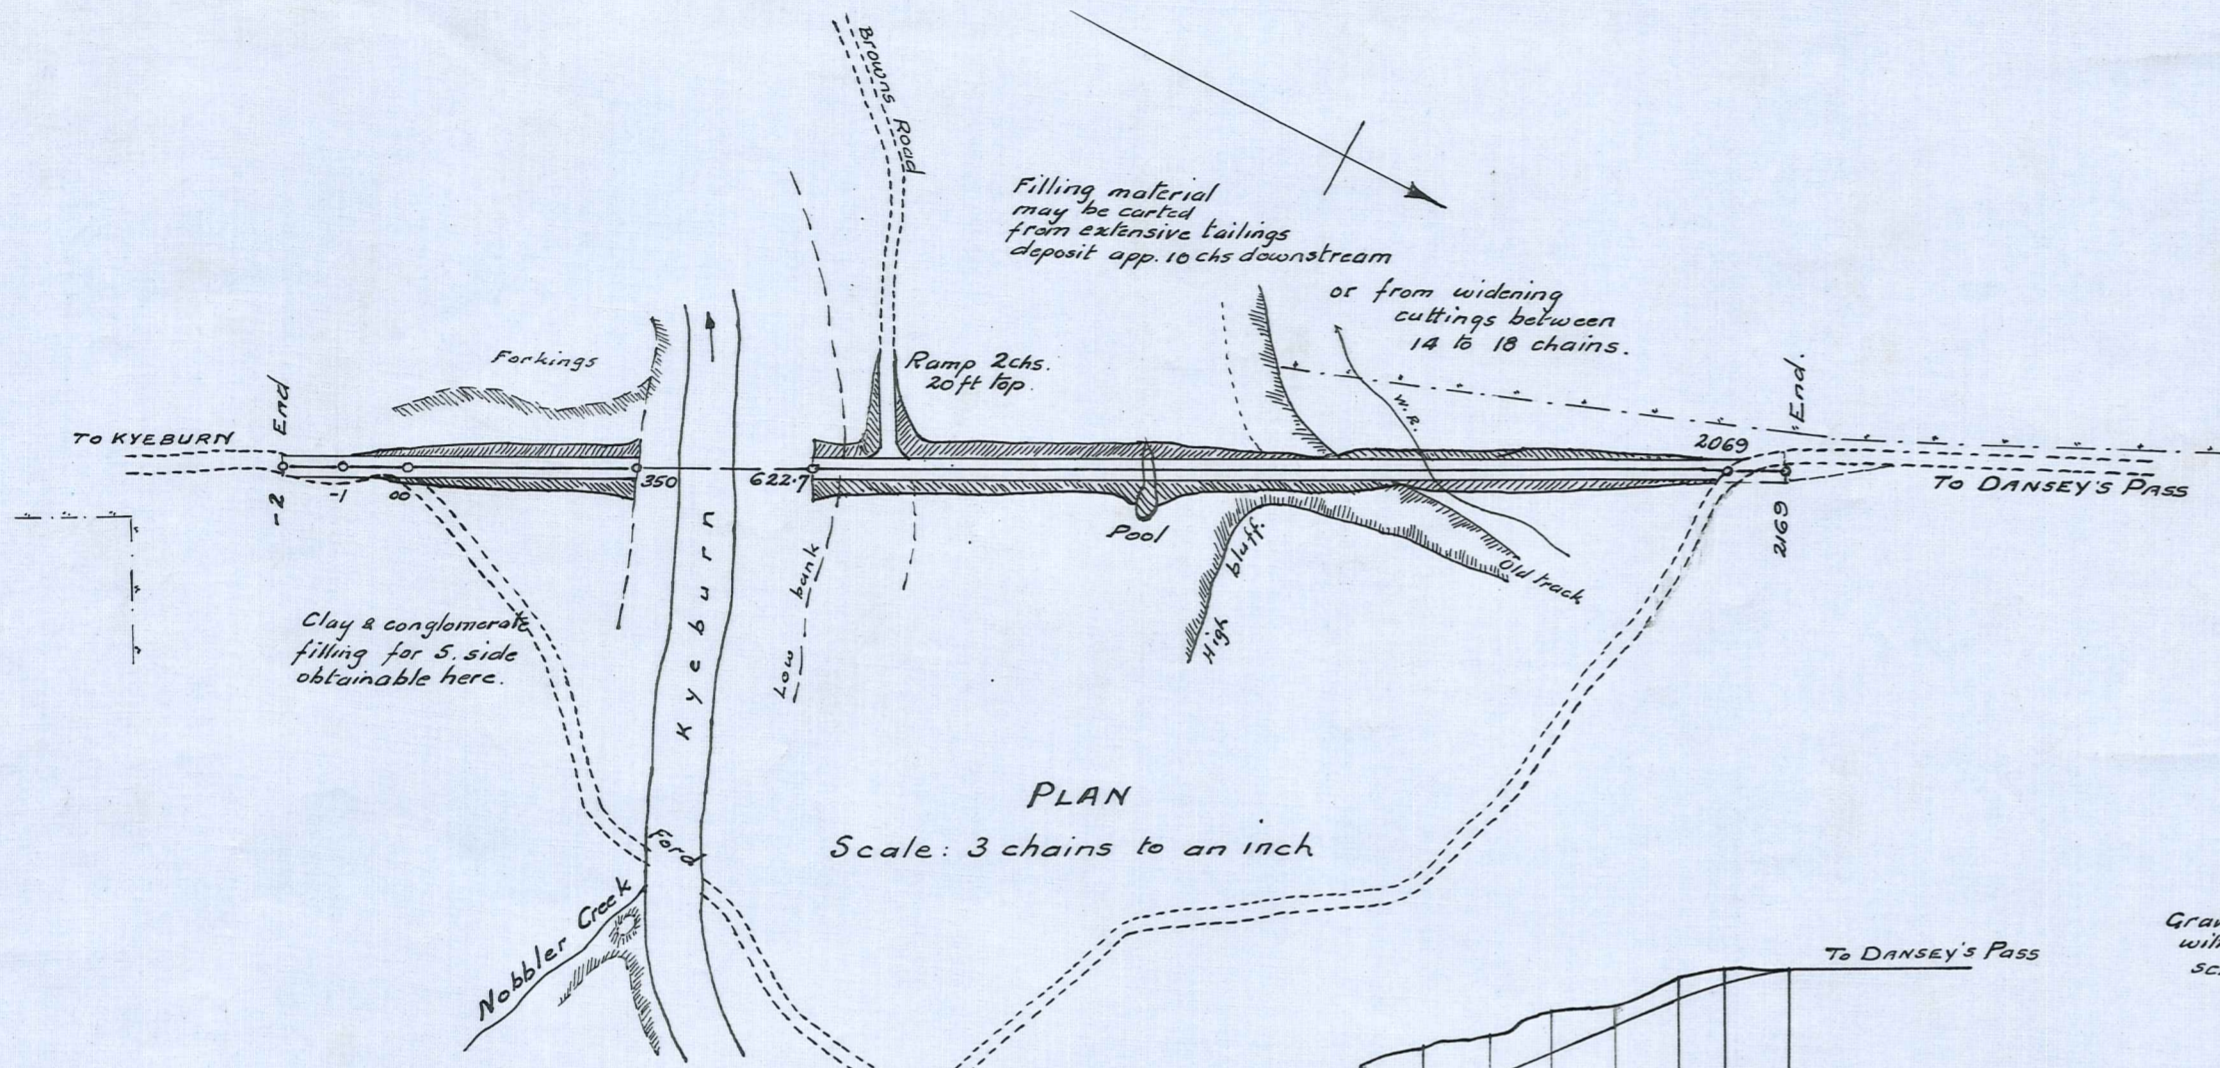 Browns Road
Filling material
may be carted
from extensive tailings
deposit app. 10 chs downstream
or from widening
cuttings between
14 to 18 chains.
Forkings
Ramp 2chs.
20ft top.
End
End.
W.R.
To KYEBURN
2069
-2
-1
00
350
622.7
To DANSEY'S PASS
2169
Pool
Kyeburn
Low bank
High bluff.
Old track
Clay & conglomerate
filling for S. side
obtainable here.
PLAN
Scale: 3 chains to an inch
Ford
Nobbler Creek
To DANSEY'S PASS